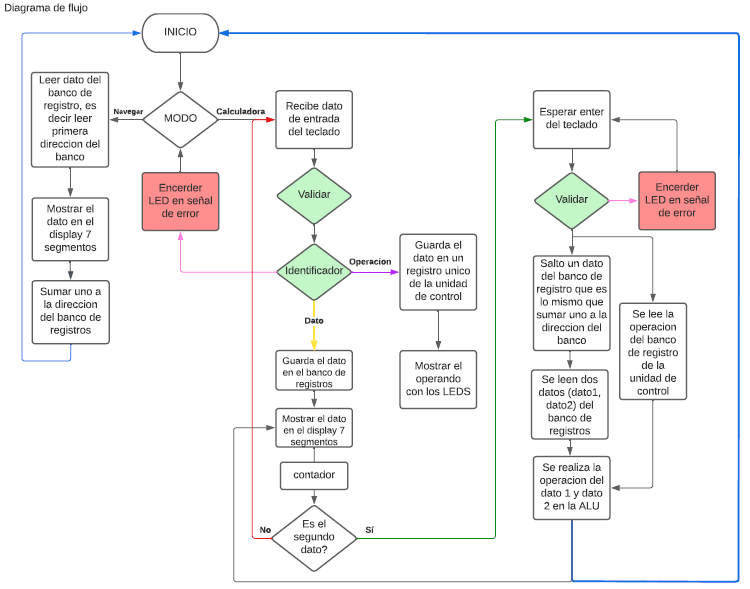 Diagrama de flujo
INICIO
Leer dato del
banco de
registro, es
decir leer
primera
direccion del
banco
Navegar
MODO
Calculadora
Recibe dato
de entrada
del teclado
Esperar enter
del teclado
Encerder
LED en señal
de error
Validar
Validar
Encerder
LED en señal
de error
Mostrar el
dato en el
display 7
segmentos
Identificador
Operacion
Guarda el
dato en un
registro unico
de la unidad
de control
Salto un dato
del banco de
registro que es
lo mismo que
sumar uno a la
direccion del
banco
Sumar uno a
la direccion
del banco de
registros
Dato
Se lee la
operacion
del banco
de registro
de la
unidad de
control
Guarda el dato
en el banco de
registros
Mostrar el
operando
con los LEDS
Se leen dos
datos (dato1,
dato2) del
banco de
registros
Mostrar el dato
en el display 7
segmentos
contador
Se realiza la
operacion del
dato 1 y dato
2 en la ALU
No
Es el
segundo
dato?
Sí